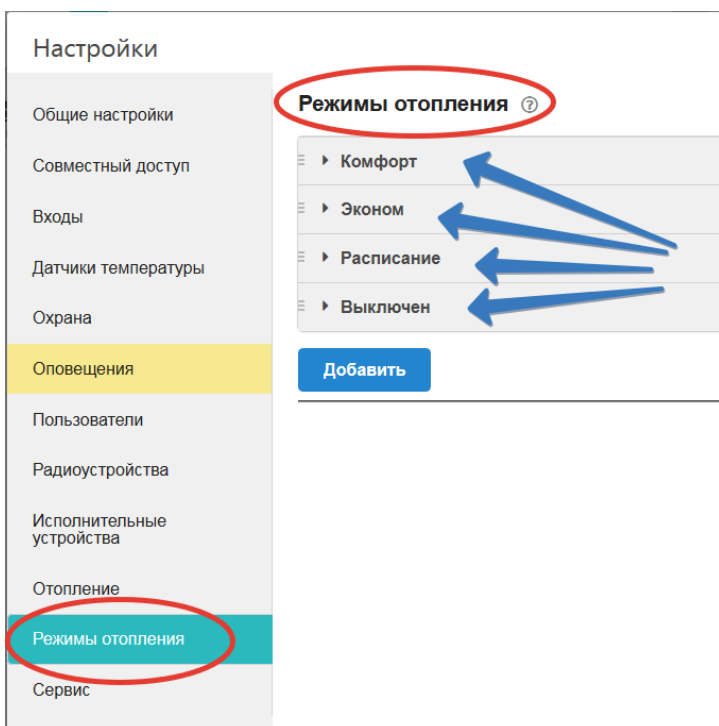 Настройки
Общие настройки
Совместный доступ
Входы
Датчики температуры
Охрана
Оповещения
Пользователи
Радиоустройства
Исполнительные
устройства
Отопление
Режимы отопления
Сервис
Режимы отопления ?
Комфорт
Эконом
Расписание
Выключен
Добавить